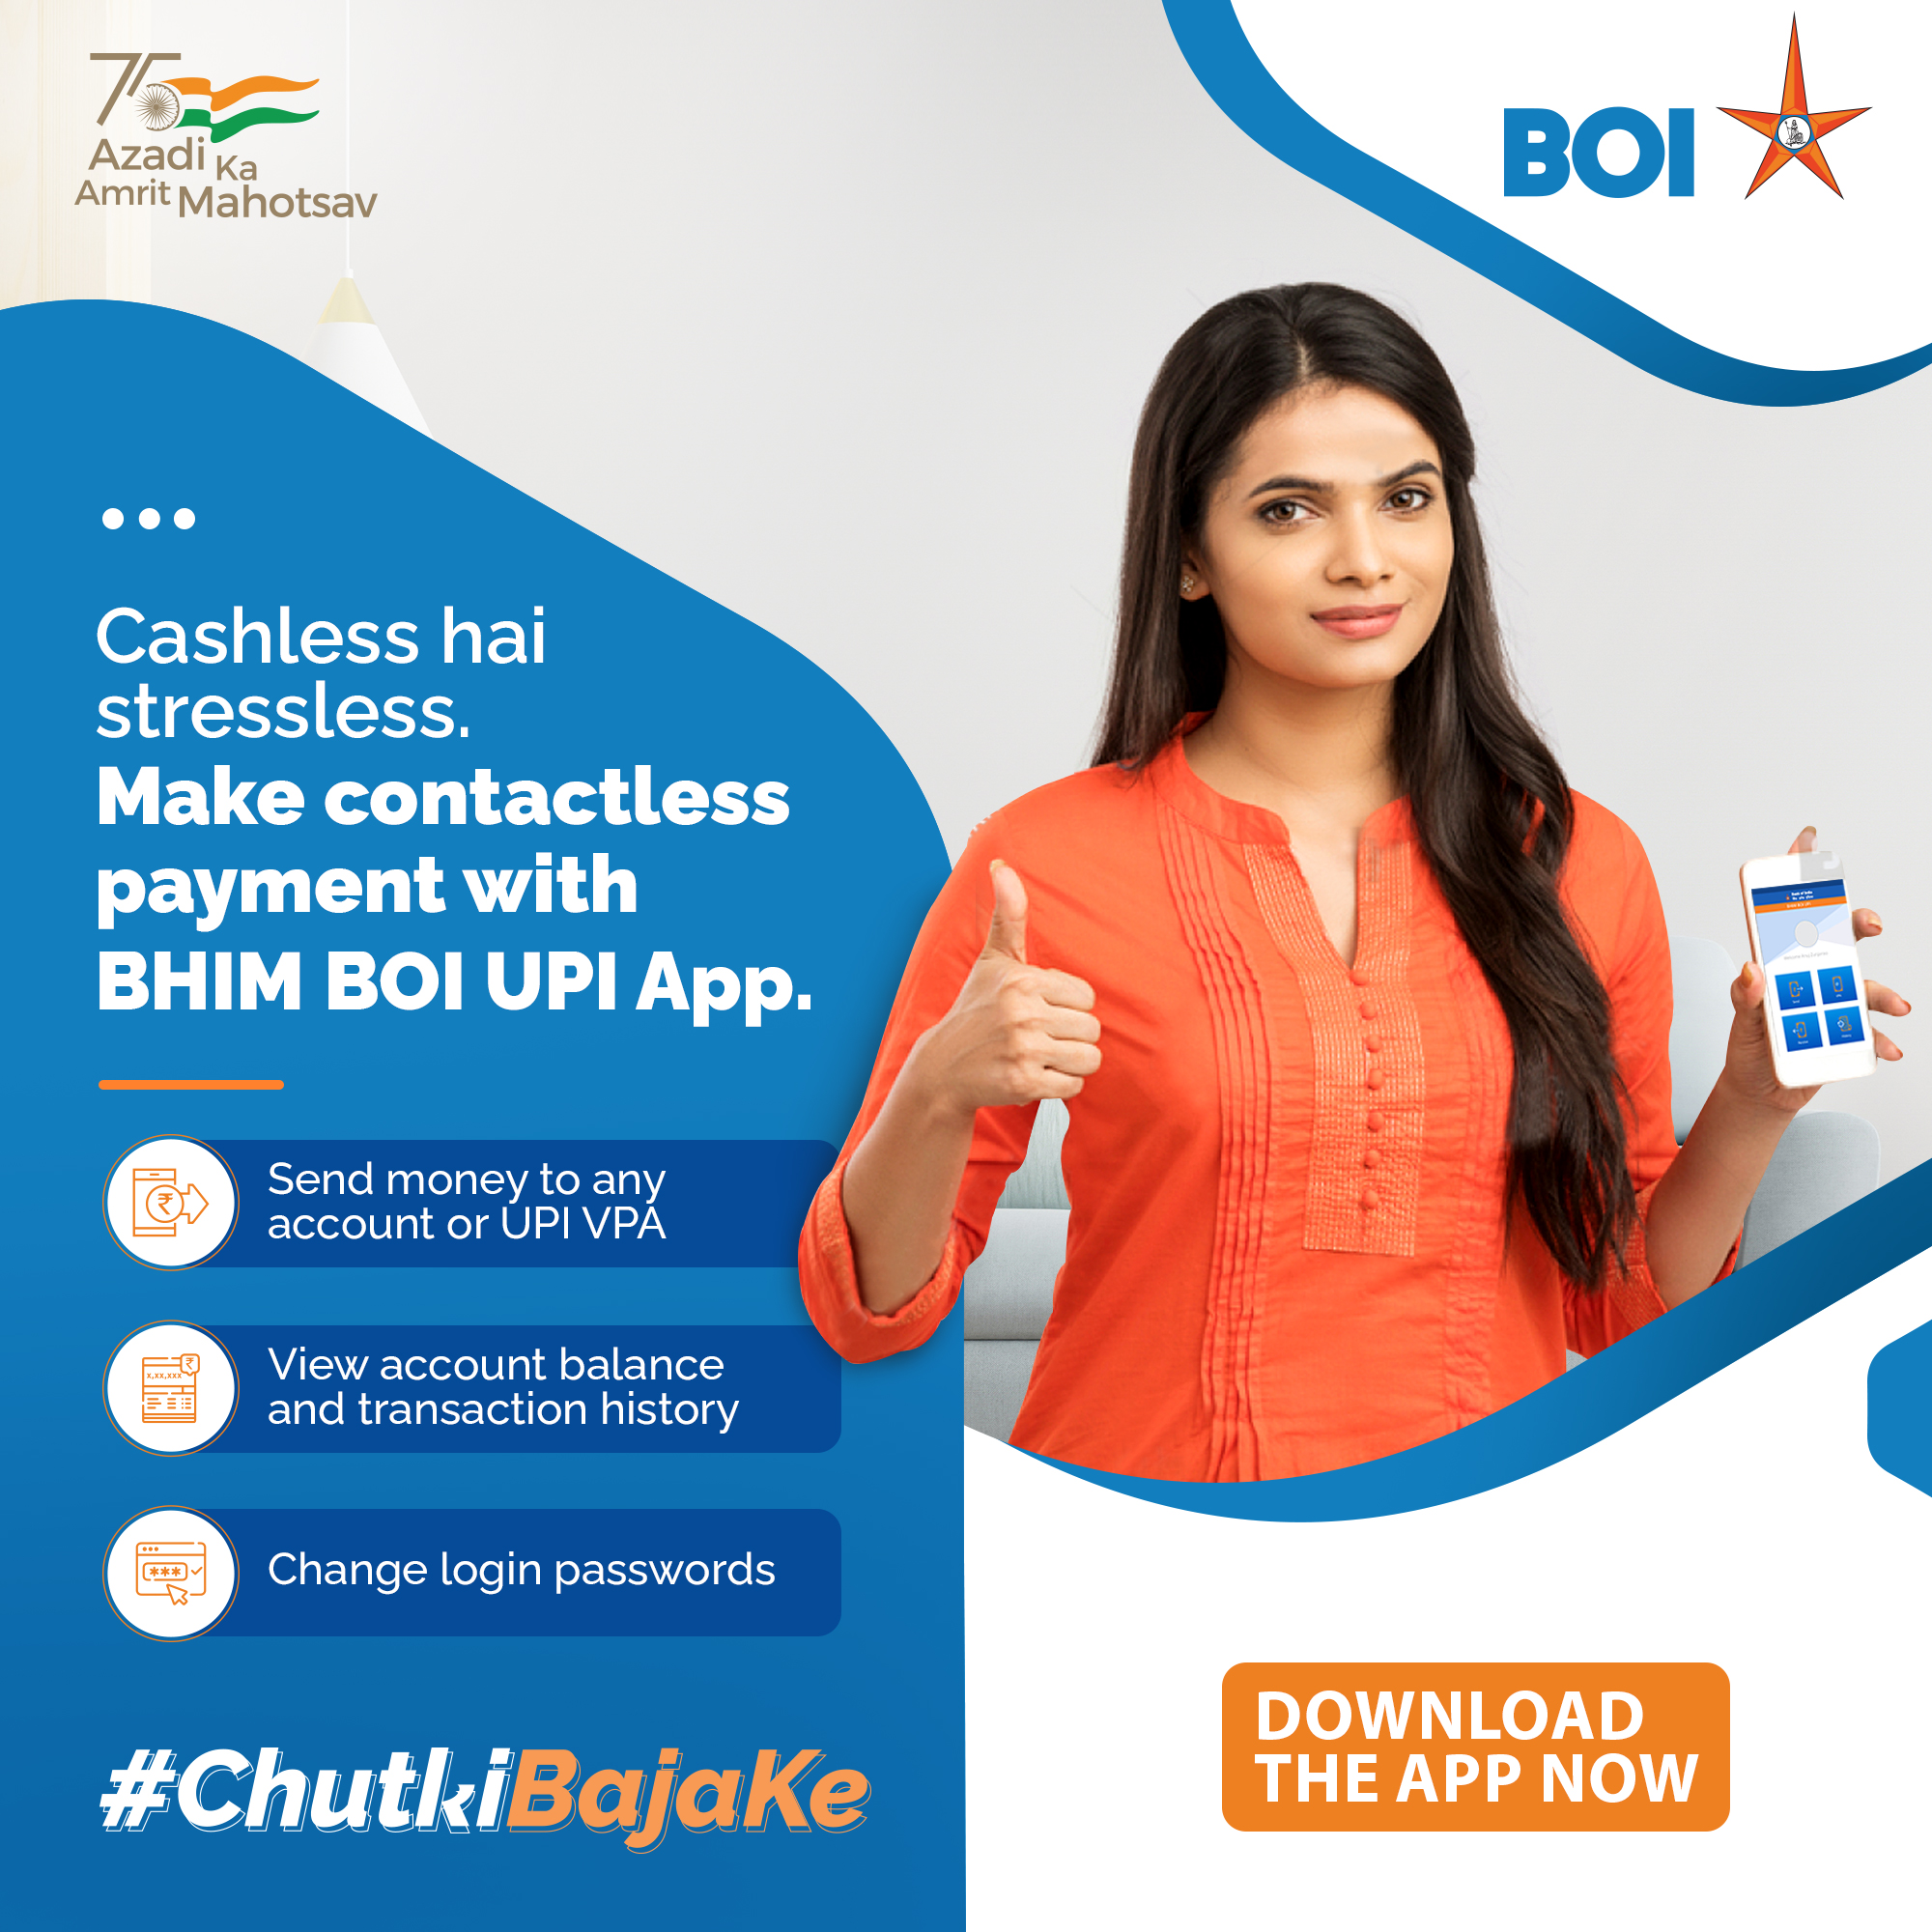 75
Azadi Ka
Amrit Mahotsav
BOI
Cashless hai
stressless.
Make contactless
payment with
BHIM BOI UPI App.
Send money to any
account or UPI VPA
View account balance
and transaction history
x,xx,xxx
Change login passwords
***
#ChutkiBajaKe
DOWNLOAD
THE APP NOW